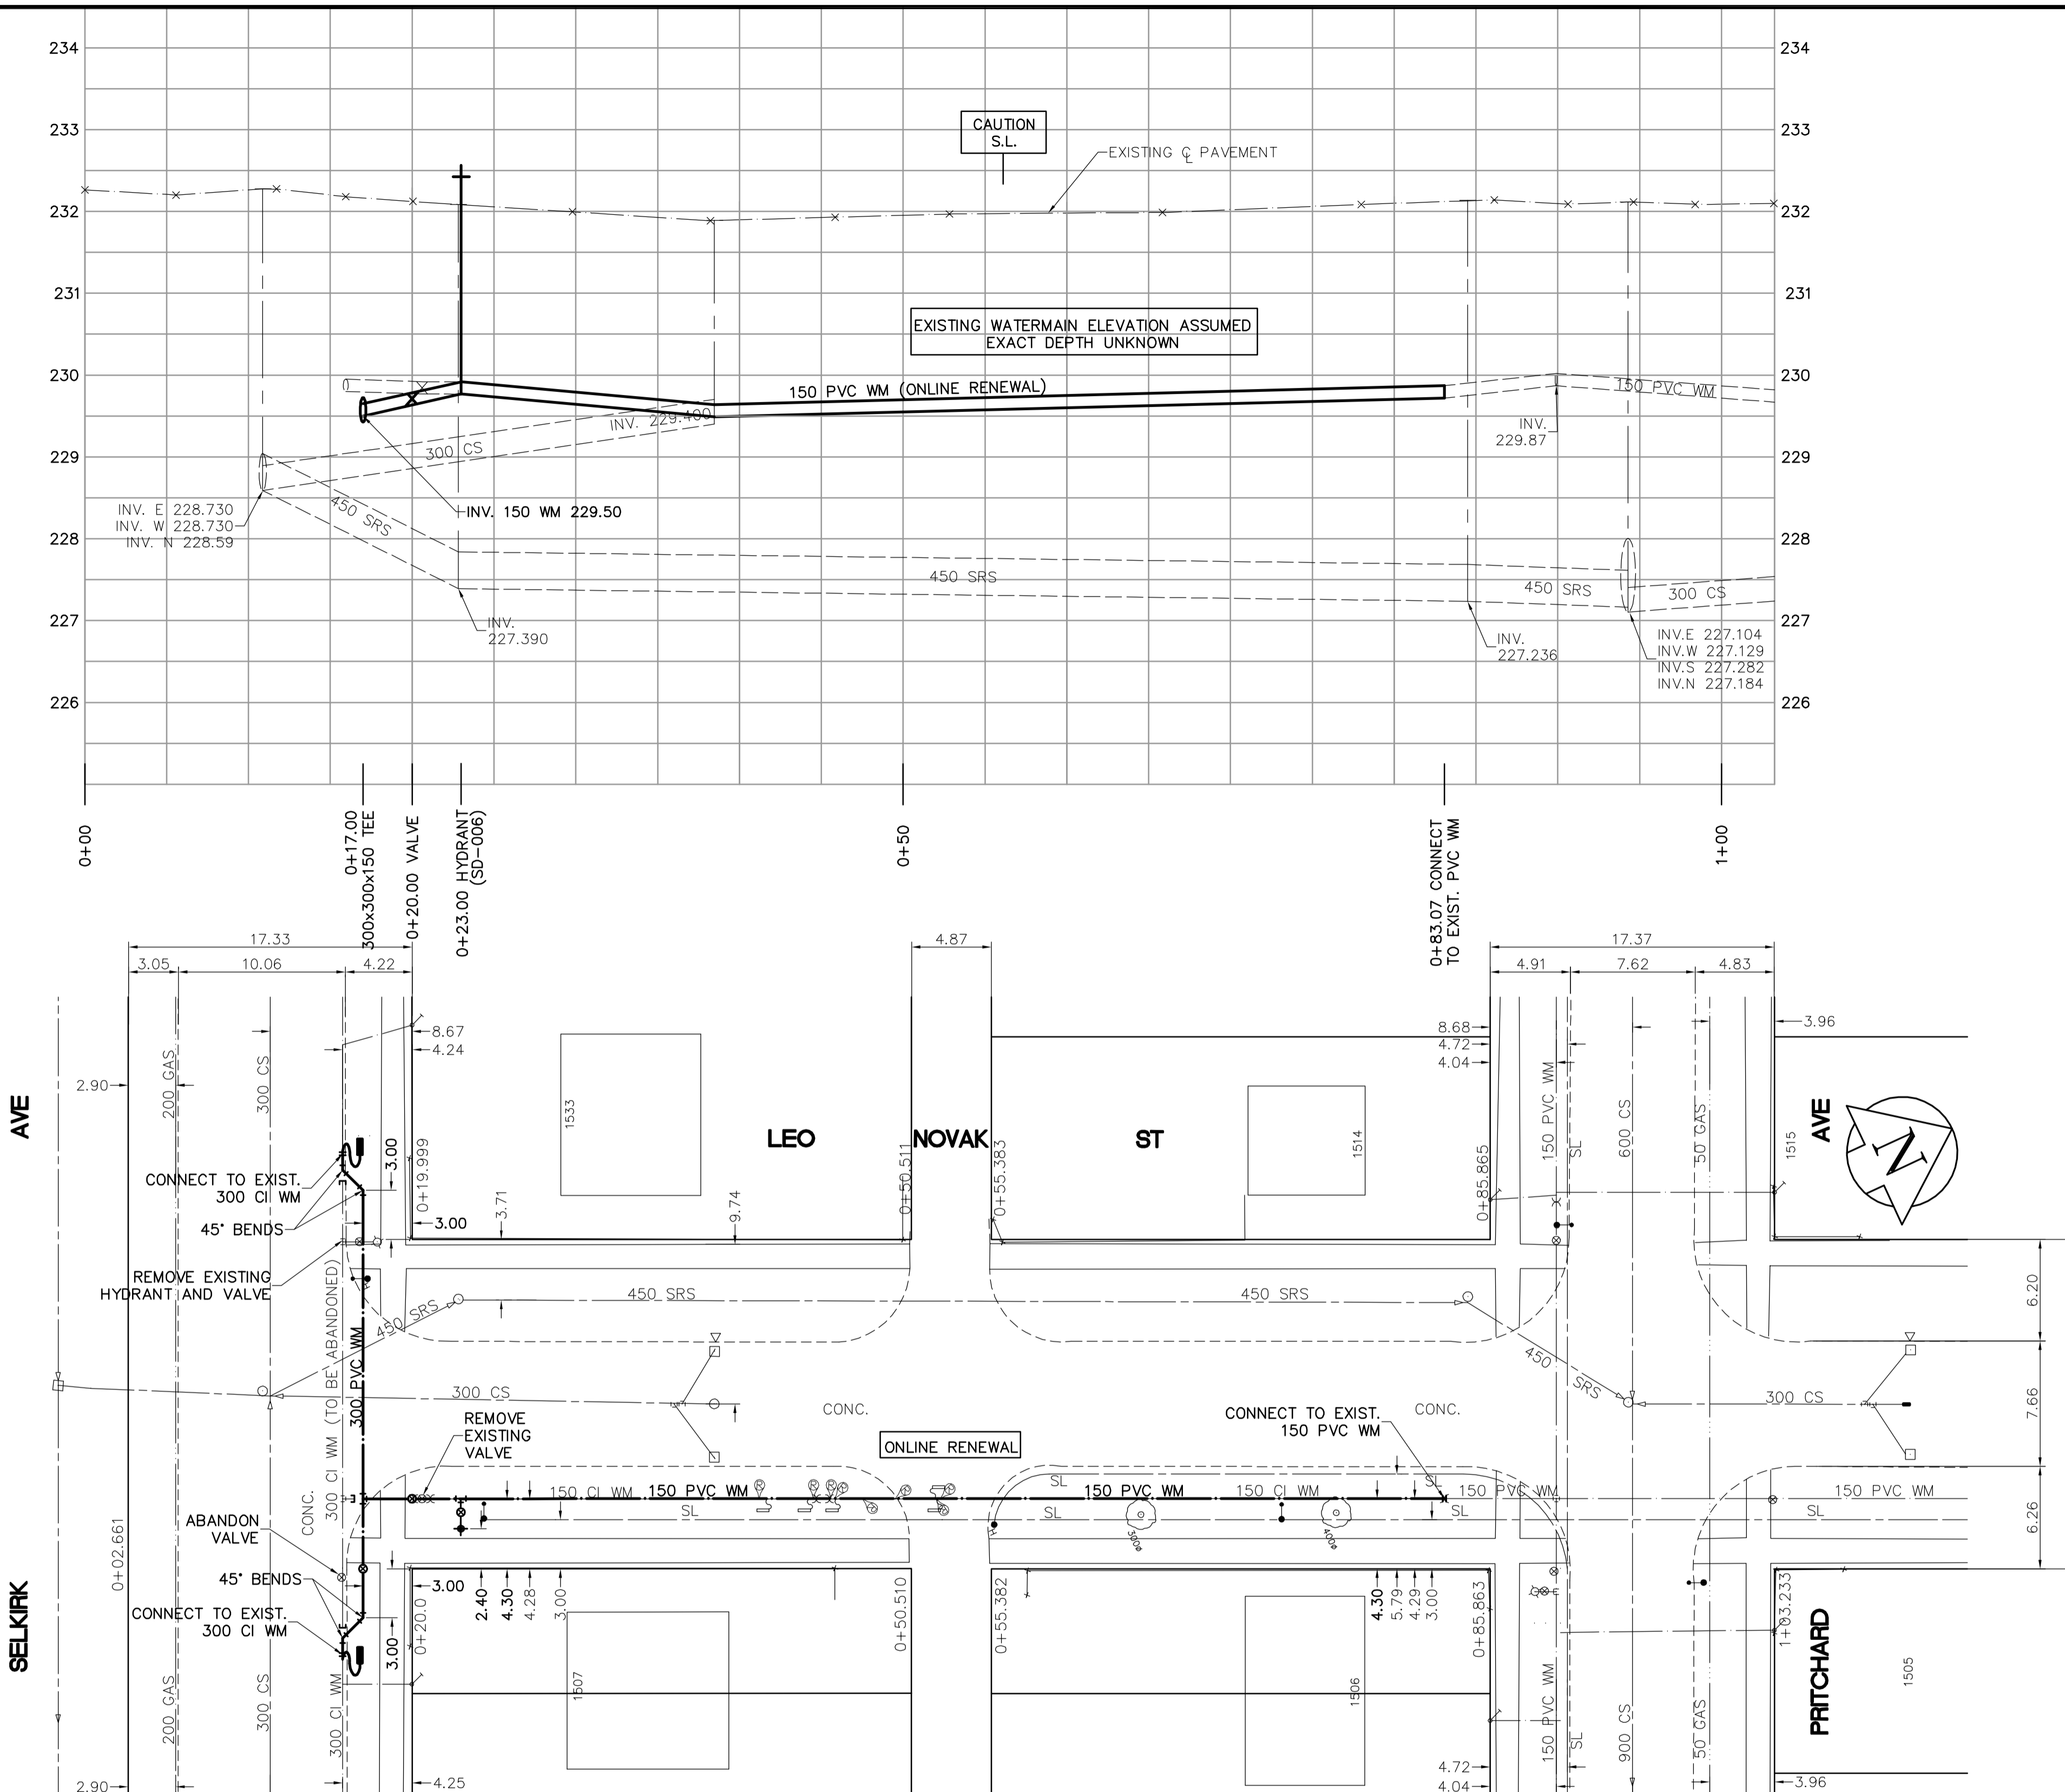 234
234
233
233
232
232
231
231
230
230
229
229
228
228
227
227
226
226
CAUTION
S.L.
EXISTING ℄ PAVEMENT
EXISTING WATERMAIN ELEVATION ASSUMED
EXACT DEPTH UNKNOWN
150 PVC WM (ONLINE RENEWAL)
150 PVC WM
INV. 229.400
300 CS
INV.
229.87
INV. E 228.730
INV. W 228.730
INV. N 228.59
450 SRS
INV. 150 WM 229.50
450 SRS
450 SRS
300 CS
INV.
227.390
INV.
227.236
INV.E 227.104
INV.W 227.129
INV.S 227.282
INV.N 227.184
0+00
0+17.00
300x300x150 TEE
0+20.00 VALVE
0+23.00 HYDRANT
(SD-006)
0+50
0+83.07 CONNECT
TO EXIST. PVC WM
1+00
17.33
4.87
17.37
3.05
10.06
4.22
4.91
7.62
4.83
8.67
4.24
8.68
4.72
4.04
3.96
2.90
200 GAS
300 CS
1533
1514
150 PVC WM
SL
600 CS
50 GAS
1515
AVE
AVE
LEO
NOVAK
ST
N
CONNECT TO EXIST.
300 CI WM
45° BENDS
3.00
0+19.999
3.00
3.71
9.74
0+50.511
0+55.383
0+85.865
REMOVE EXISTING
HYDRANT AND VALVE
300 CI WM (TO BE ABANDONED)
300 PVC WM
450 SRS
450 SRS
450 SRS
450
SRS
6.20
7.66
6.26
300 CS
300 CS
CONC.
CONC.
CONC.
REMOVE
EXISTING
VALVE
ONLINE RENEWAL
CONNECT TO EXIST.
150 PVC WM
150 CI WM
150 PVC WM
SL
SL
SL
150 PVC WM
150 CI WM
SL
150 PVC WM
SL
150 PVC WM
SL
300Φ
400Φ
ABANDON
VALVE
45° BENDS
CONNECT TO EXIST.
300 CI WM
0+02.661
3.00
3.00
0+20.0
2.40
4.30
4.28
3.00
0+50.510
0+55.382
4.30
5.79
4.29
3.00
0+85.863
1+03.233
SELKIRK
PRITCHARD
200 GAS
300 CS
300 CI WM
1507
1506
150 PVC WM
SL
900 CS
50 GAS
1505
2.90
4.25
4.72
4.04
3.96